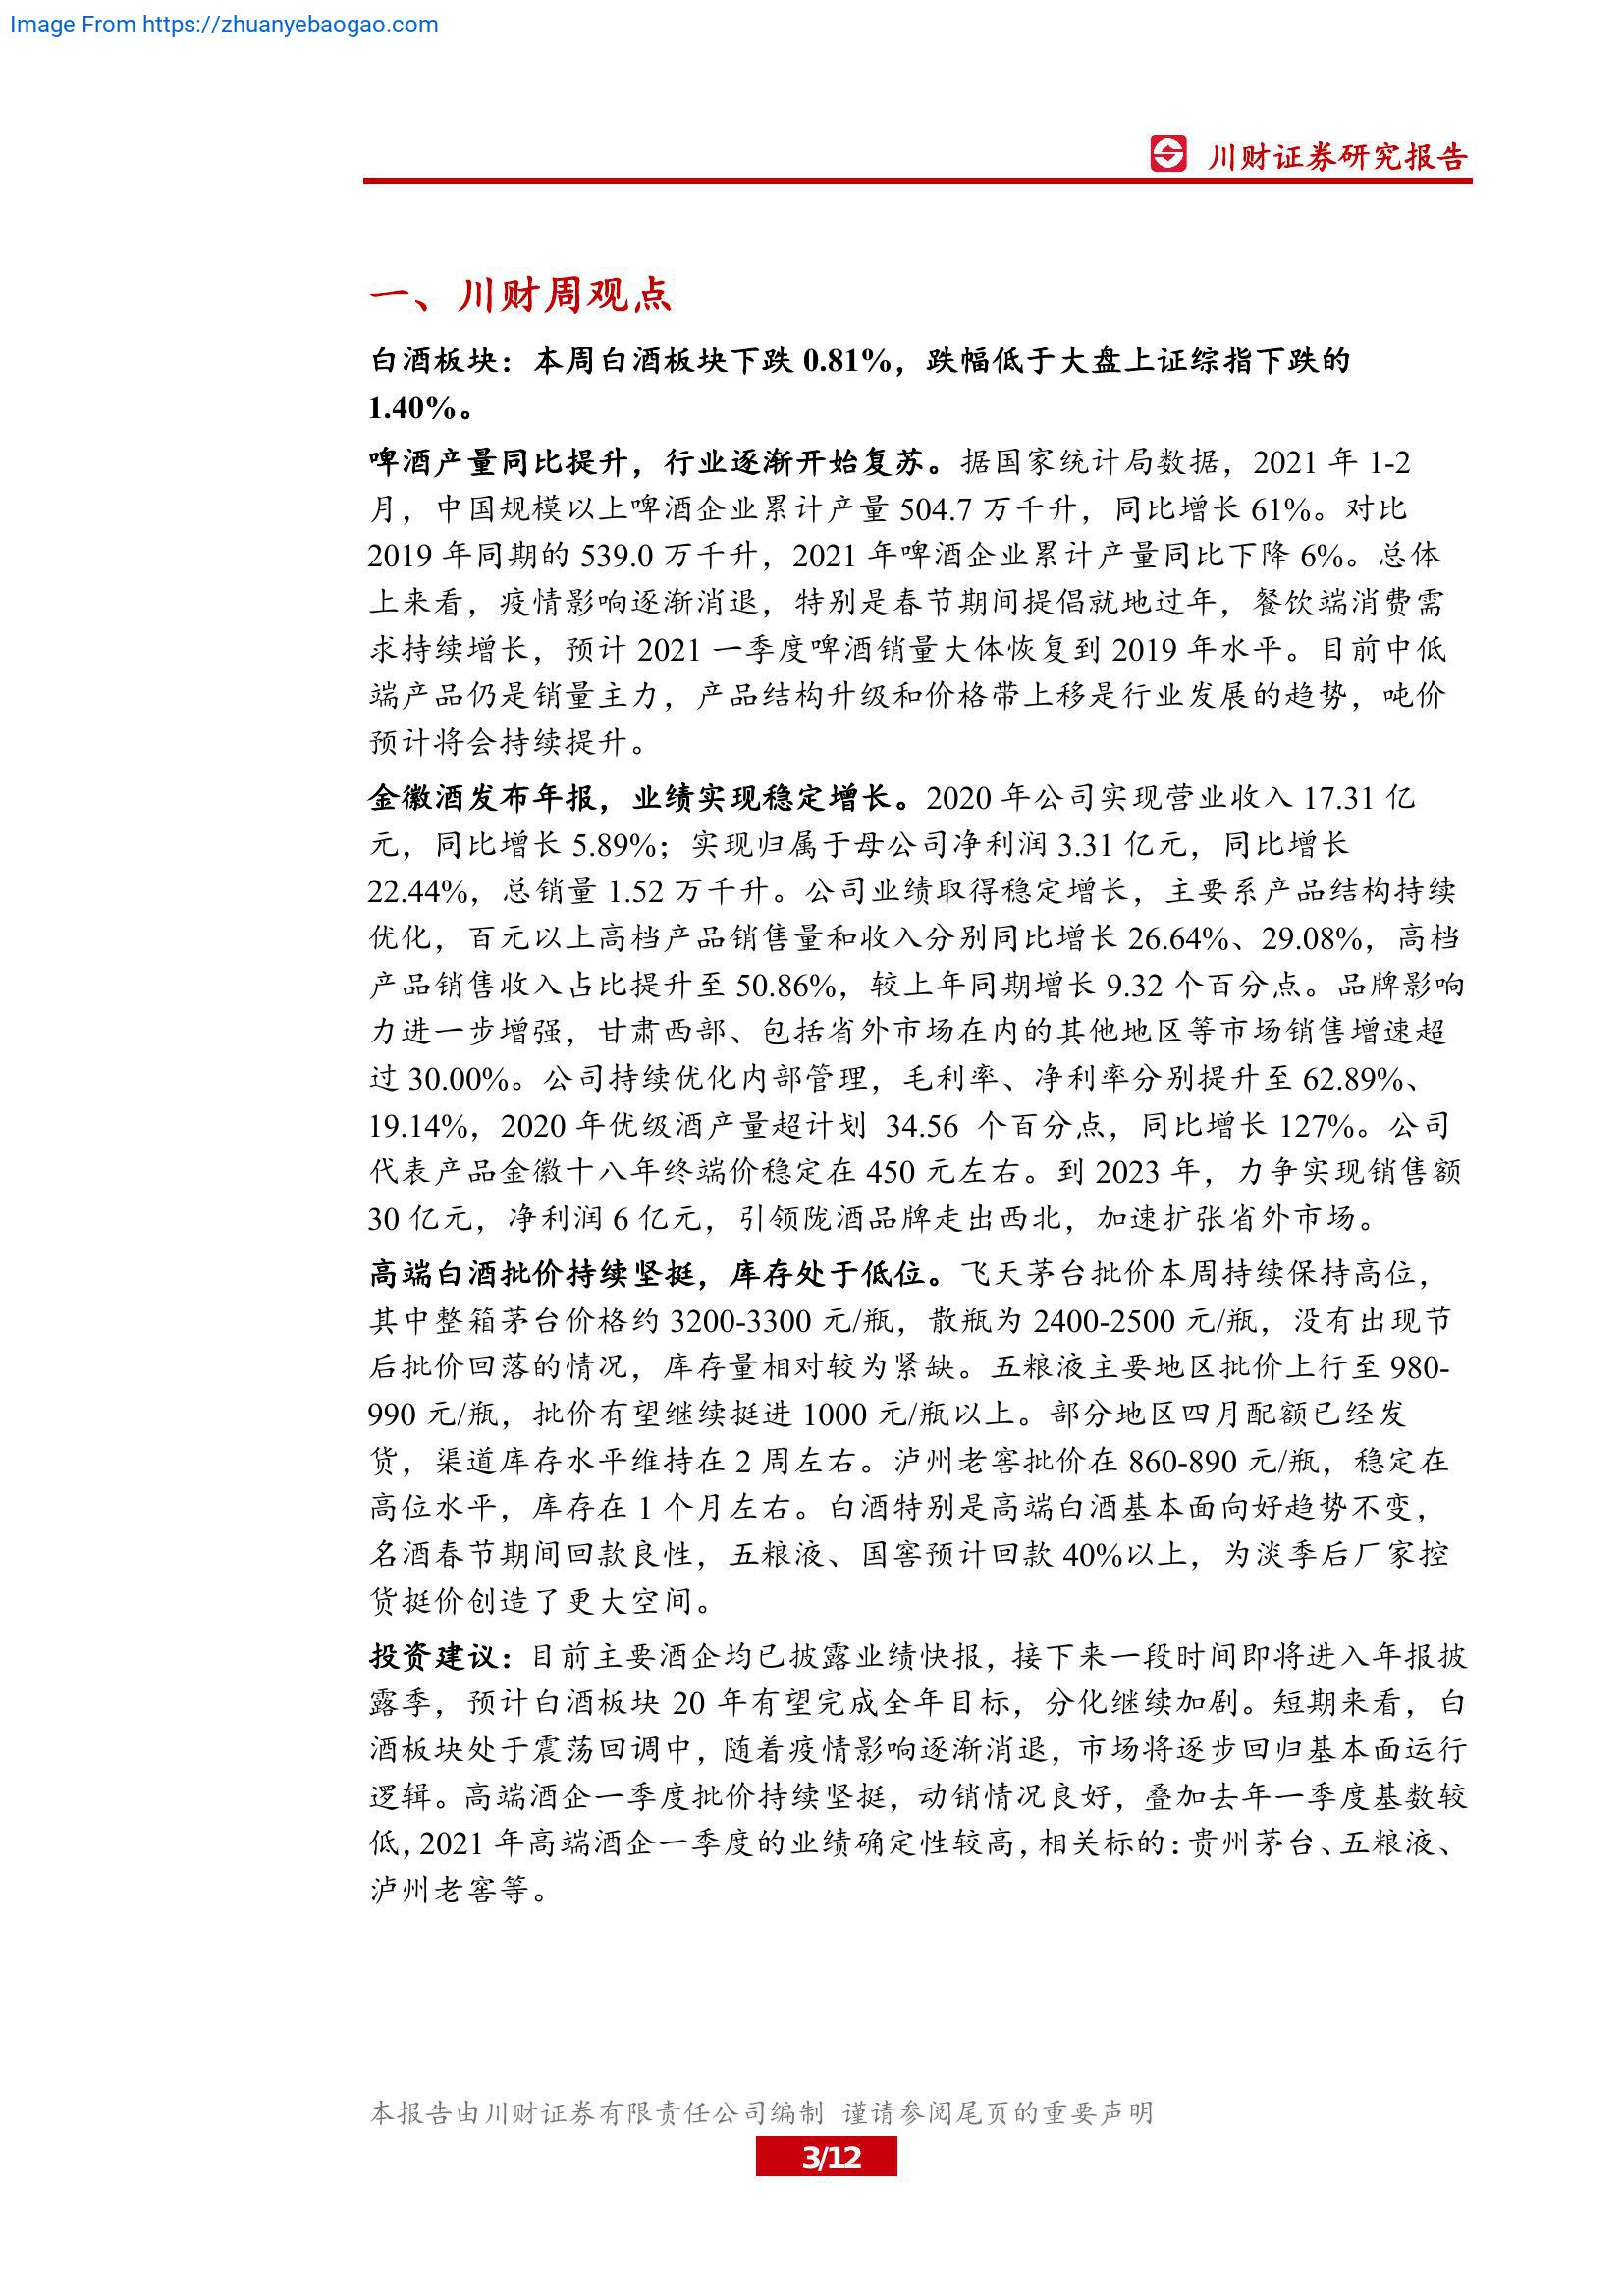 Image From https://zhuanyebaogao.com
川财证券研究报告
一、川财周观点
白酒板块：本周白酒板块下跌 0.81%，跌幅低于大盘上证综指下跌的
1.40%。
啤酒产量同比提升，行业逐渐开始复苏。据国家统计局数据，2021 年 1-2
月，中国规模以上啤酒企业累计产量 504.7 万千升，同比增长 61%。对比
2019 年同期的 539.0 万千升，2021 年啤酒企业累计产量同比下降 6%。总体
上来看，疫情影响逐渐消退，特别是春节期间提倡就地过年，餐饮端消费需
求持续增长，预计 2021 一季度啤酒销量大体恢复到 2019 年水平。目前中低
端产品仍是销量主力，产品结构升级和价格带上移是行业发展的趋势，吨价
预计将会持续提升。
金徽酒发布年报，业绩实现稳定增长。2020 年公司实现营业收入 17.31 亿
元，同比增长 5.89%；实现归属于母公司净利润 3.31 亿元，同比增长
22.44%，总销量 1.52 万千升。公司业绩取得稳定增长，主要系产品结构持续
优化，百元以上高档产品销售量和收入分别同比增长 26.64%、29.08%，高档
产品销售收入占比提升至 50.86%，较上年同期增长 9.32 个百分点。品牌影响
力进一步增强，甘肃西部、包括省外市场在内的其他地区等市场销售增速超
过 30.00%。公司持续优化内部管理，毛利率、净利率分别提升至 62.89%、
19.14%，2020 年优级酒产量超计划 34.56 个百分点，同比增长 127%。公司
代表产品金徽十八年终端价稳定在 450 元左右。到 2023 年，力争实现销售额
30 亿元，净利润 6 亿元，引领陇酒品牌走出西北，加速扩张省外市场。
高端白酒批价持续坚挺，库存处于低位。飞天茅台批价本周持续保持高位，
其中整箱茅台价格约 3200-3300 元/瓶，散瓶为 2400-2500 元/瓶，没有出现节
后批价回落的情况，库存量相对较为紧缺。五粮液主要地区批价上行至 980-
990 元/瓶，批价有望继续挺进 1000 元/瓶以上。部分地区四月配额已经发
货，渠道库存水平维持在 2 周左右。泸州老窖批价在 860-890 元/瓶，稳定在
高位水平，库存在 1 个月左右。白酒特别是高端白酒基本面向好趋势不变，
名酒春节期间回款良性，五粮液、国窖预计回款 40%以上，为淡季后厂家控
货挺价创造了更大空间。
投资建议：目前主要酒企均已披露业绩快报，接下来一段时间即将进入年报披
露季，预计白酒板块 20 年有望完成全年目标，分化继续加剧。短期来看，白
酒板块处于震荡回调中，随着疫情影响逐渐消退，市场将逐步回归基本面运行
逻辑。高端酒企一季度批价持续坚挺，动销情况良好，叠加去年一季度基数较
低，2021 年高端酒企一季度的业绩确定性较高，相关标的：贵州茅台、五粮液、
泸州老窖等。
本报告由川财证券有限责任公司编制 谨请参阅尾页的重要声明
3/12